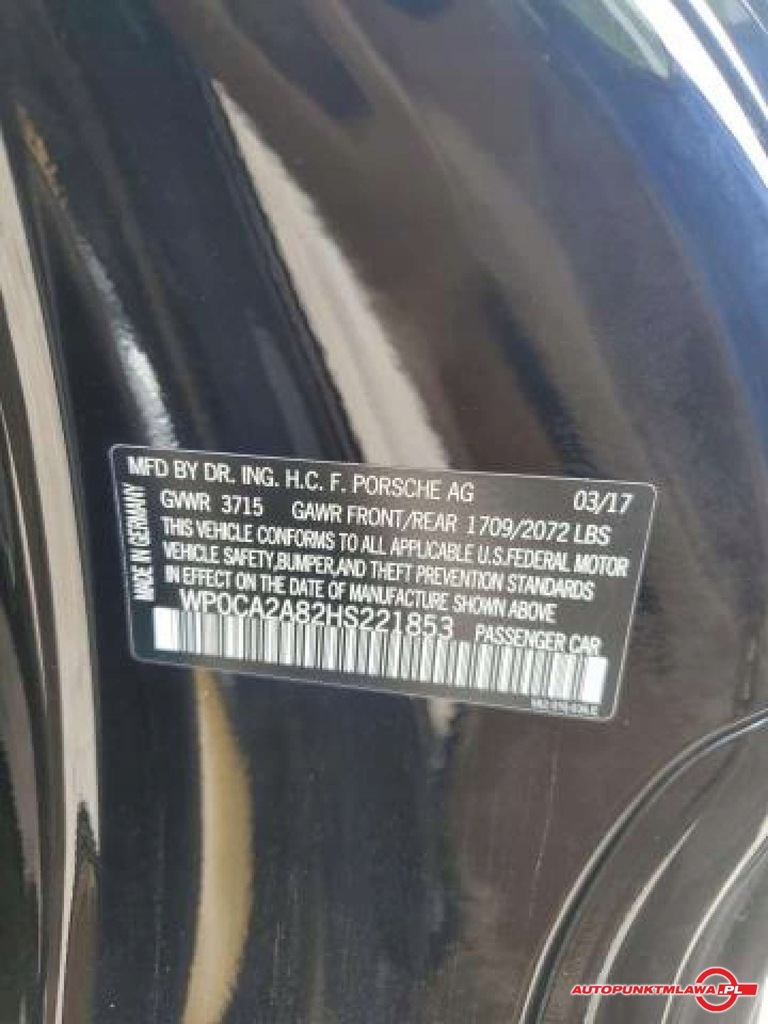 MFD BY DR. ING. H.C. F. PORSCHE AG 03/17
GVWR 3715 GAWR FRONT/REAR 1709/2072 LBS
THIS VEHICLE CONFORMS TO ALL APPLICABLE U.S.FEDERAL MOTOR
VEHICLE SAFETY,BUMPER,AND THEFT PREVENTION STANDARDS
IN EFFECT ON THE DATE OF MANUFACTURE SHOWN ABOVE
WP0CA2A82HS221853 PASSENGER CAR
MADE IN GERMANY
AUTOPUNKTMLAWA.PL